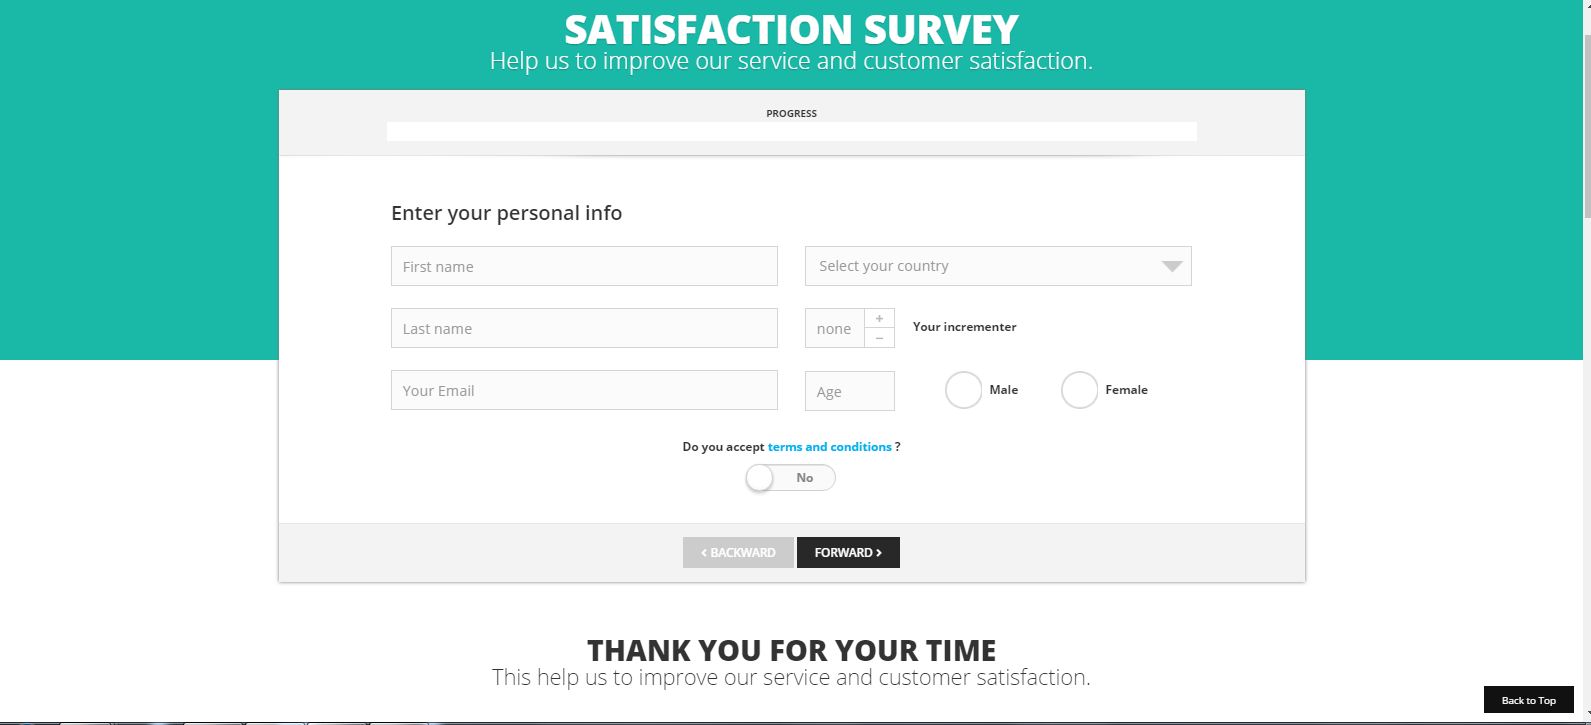 SATISFACTION SURVEY
Help us to improve our service and customer satisfaction.
PROGRESS
Enter your personal info
First name
Select your country
Last name
none + −
Your incrementer
Your Email
Age
Male
Female
Do you accept terms and conditions ?
No
‹ BACKWARD
FORWARD ›
THANK YOU FOR YOUR TIME
This help us to improve our service and customer satisfaction.
Back to Top